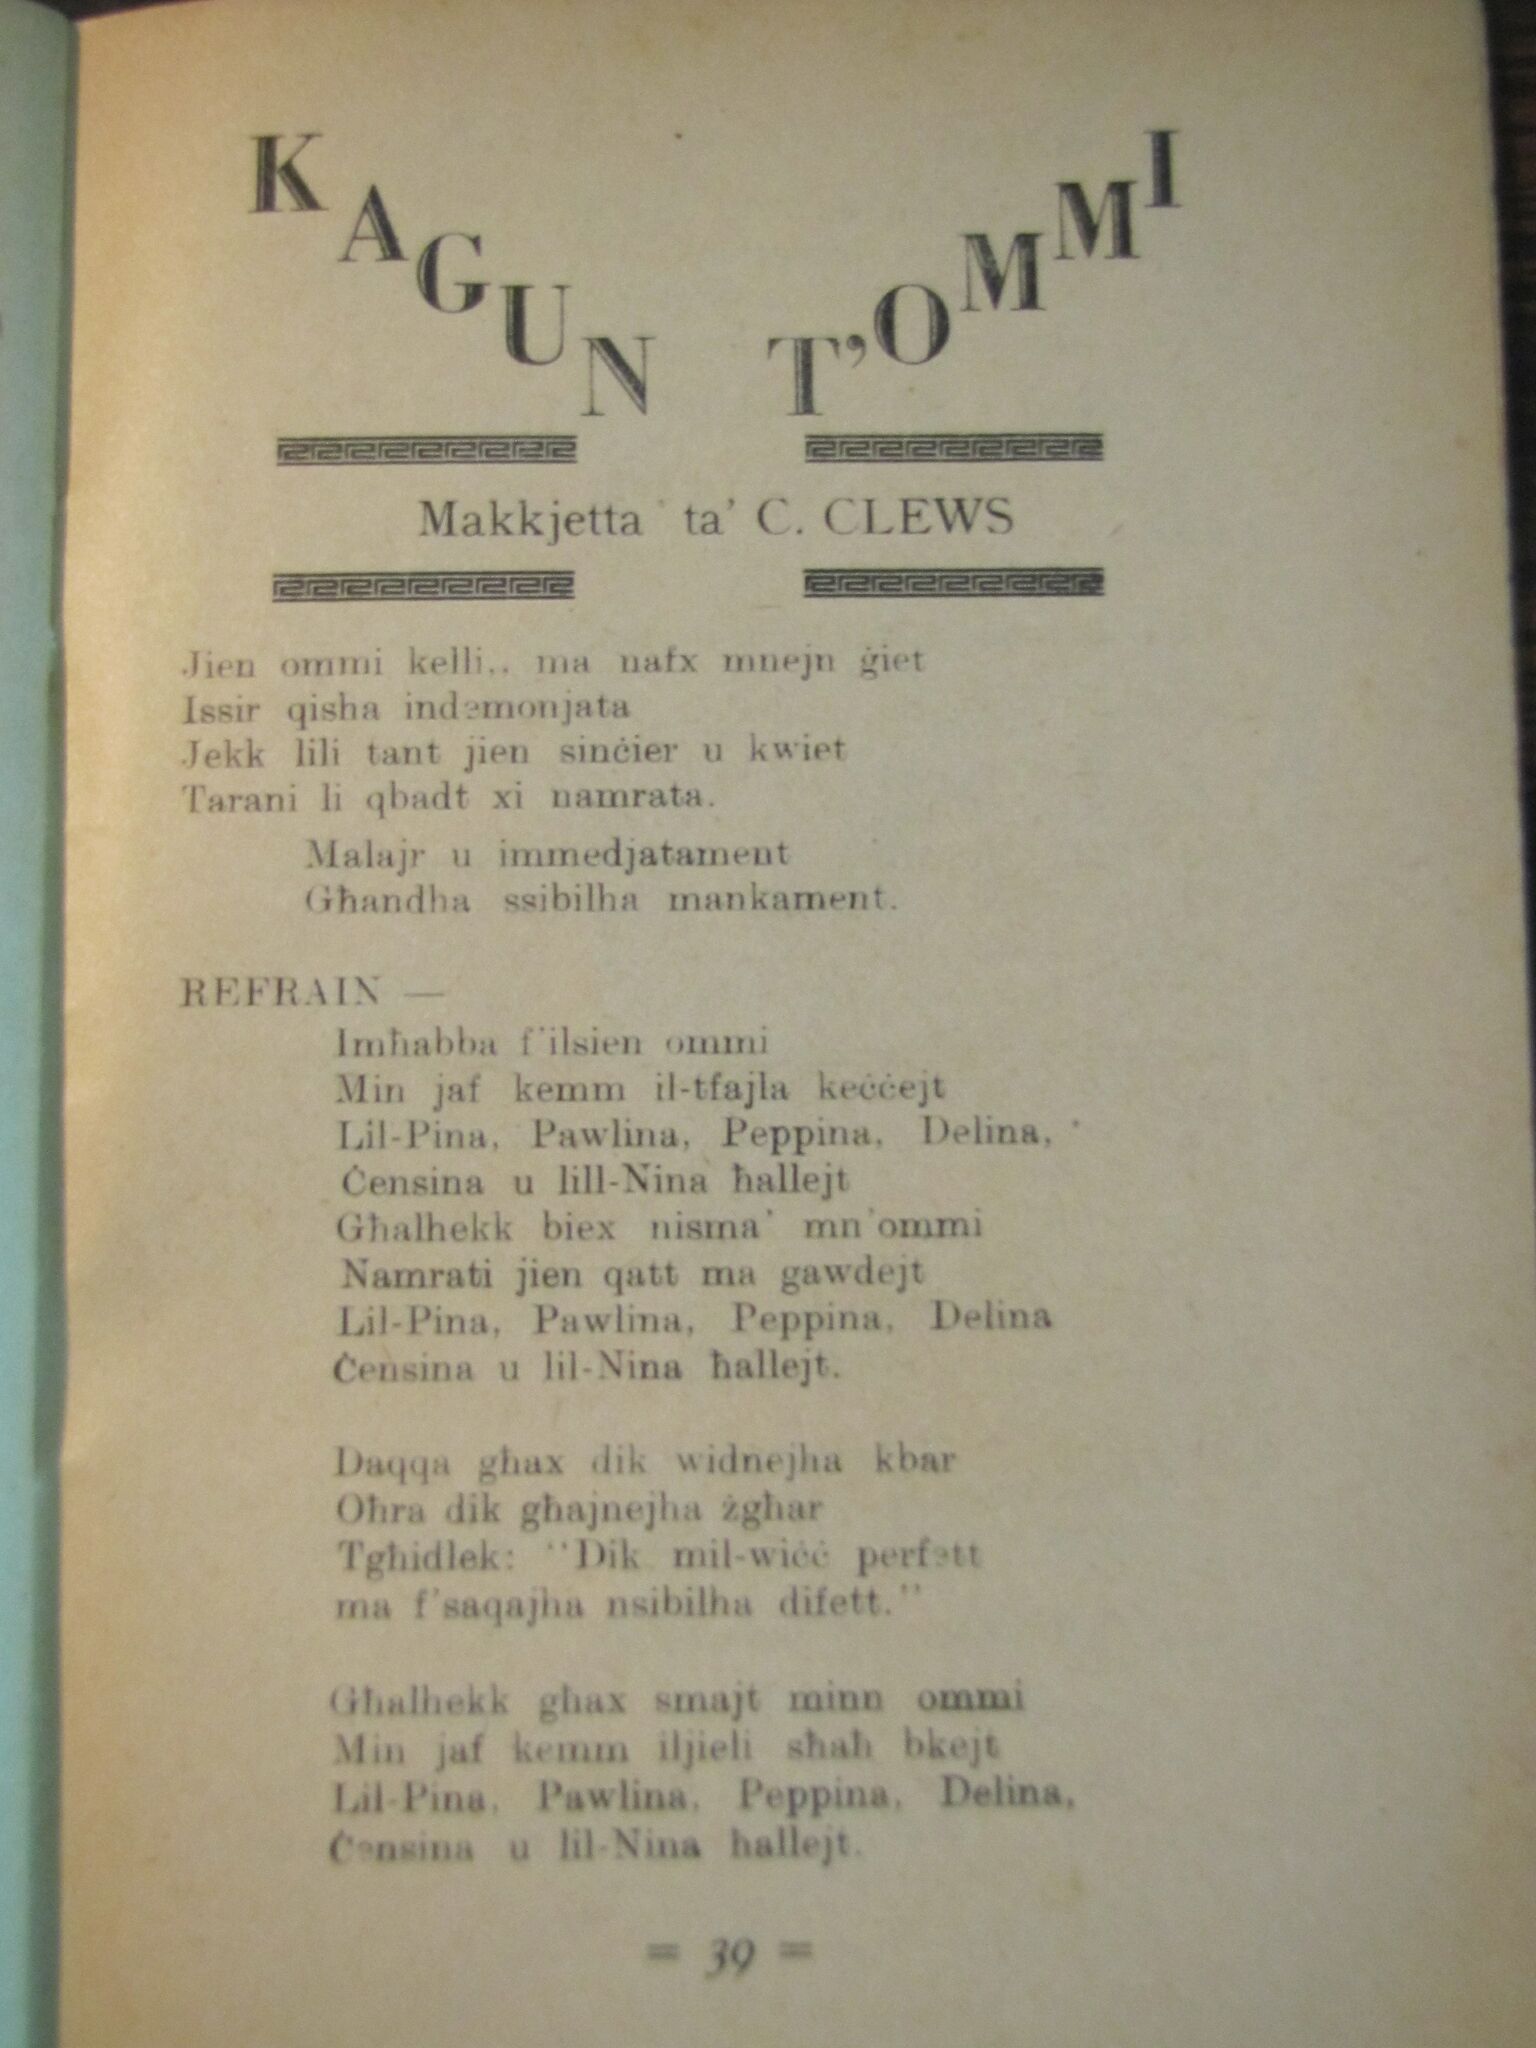 KAGUN T'OMMI
Makkjetta ta' C. CLEWS
Jien ommi kelli.. ma nafx mnejn ġiet
Issir qisha indemonjata
Jekk lili tant jien sinċier u kwiet
Tarani li qbadt xi namrata.
Malajr u immedjatament
Għandha ssibilha mankament.
REFRAIN —
Imħabba f'ilsien ommi
Min jaf kemm il-tfajla keċċejt
Lil-Pina, Pawlina, Peppina, Delina,
Ċensina u lill-Nina ħallejt
Għalhekk biex nisma' mn'ommi
Namrati jien qatt ma gawdejt
Lil-Pina, Pawlina, Peppina, Delina
Ċensina u lil-Nina ħallejt.
Daqqa għax dik widnejha kbar
Oħra dik għajnejha żgħar
Tgħidlek: "Dik mil-wiċċ perfett
ma f'saqajha nsibilha difett."
Għalhekk għax smajt minn ommi
Min jaf kemm iljieli sħaħ bkejt
Lil-Pina, Pawlina, Peppina, Delina,
Ċensina u lil-Nina ħallejt.
= 39 =